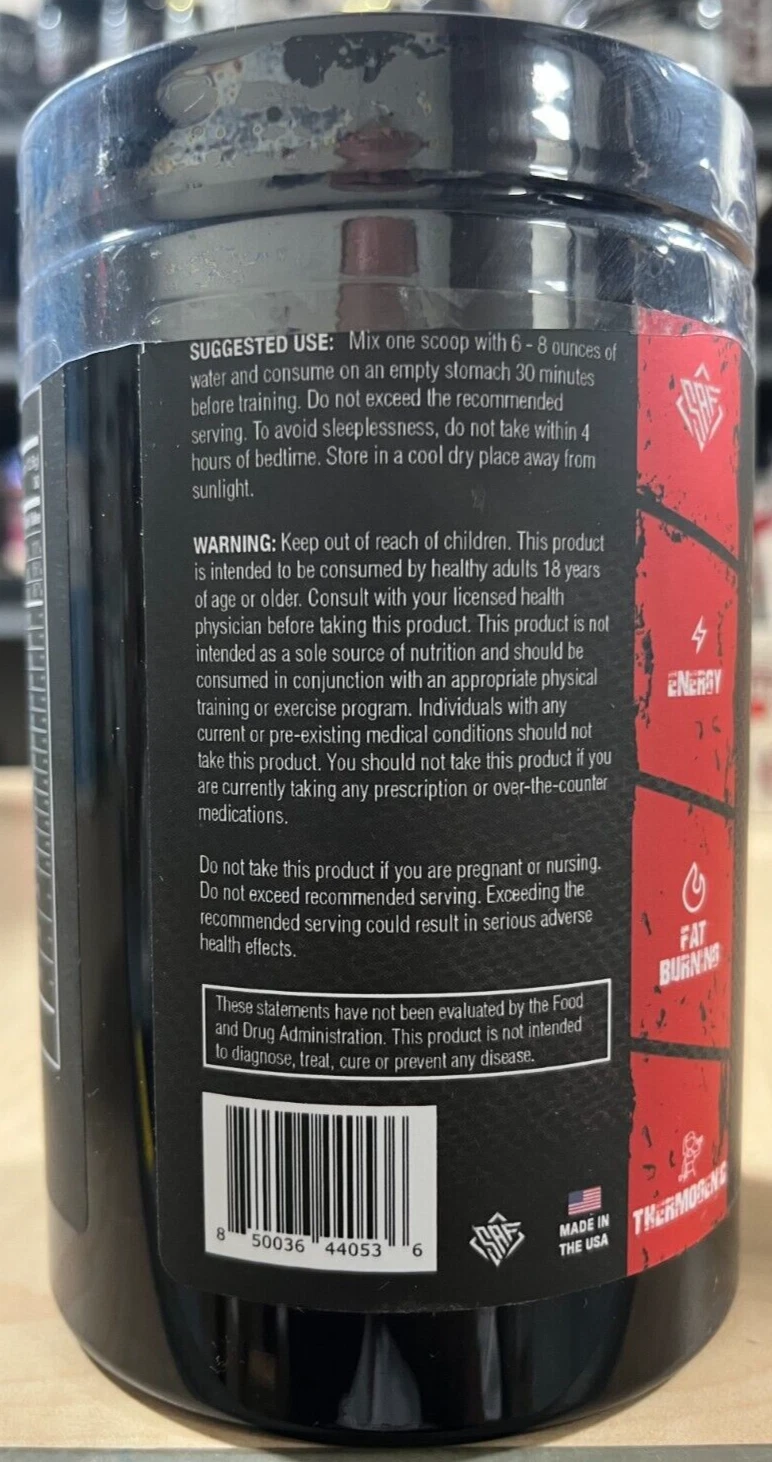 SUGGESTED USE: Mix one scoop with 6 - 8 ounces of
water and consume on an empty stomach 30 minutes
before training. Do not exceed the recommended
serving. To avoid sleeplessness, do not take within 4
hours of bedtime. Store in a cool dry place away from
sunlight.
WARNING: Keep out of reach of children. This product
is intended to be consumed by healthy adults 18 years
of age or older. Consult with your licensed health
physician before taking this product. This product is not
intended as a sole source of nutrition and should be
consumed in conjunction with an appropriate physical
training or exercise program. Individuals with any
current or pre-existing medical conditions should not
take this product. You should not take this product if you
are currently taking any prescription or over-the-counter
medications.
Do not take this product if you are pregnant or nursing.
Do not exceed recommended serving. Exceeding the
recommended serving could result in serious adverse
health effects.
These statements have not been evaluated by the Food
and Drug Administration. This product is not intended
to diagnose, treat, cure or prevent any disease.
8 50036 44053 6
SAF
MADE IN
THE USA
SAF
ENERGY
FAT
BURNING